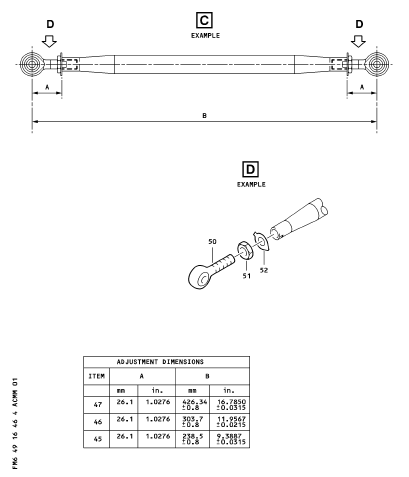 C
EXAMPLE
D
D
A
A
B
D
EXAMPLE
50
51
52
ADJUSTMENT DIMENSIONS
ITEM A B
mm in. mm in.
47 26.1 1.0276 426.34 ±0.8 16.7850 ±0.0315
46 26.1 1.0276 303.7 ±0.8 11.9567 ±0.0215
45 26.1 1.0276 238.5 ±0.8 9.3887 ±0.0315
FM6 49 16 46 4 ACMM 01